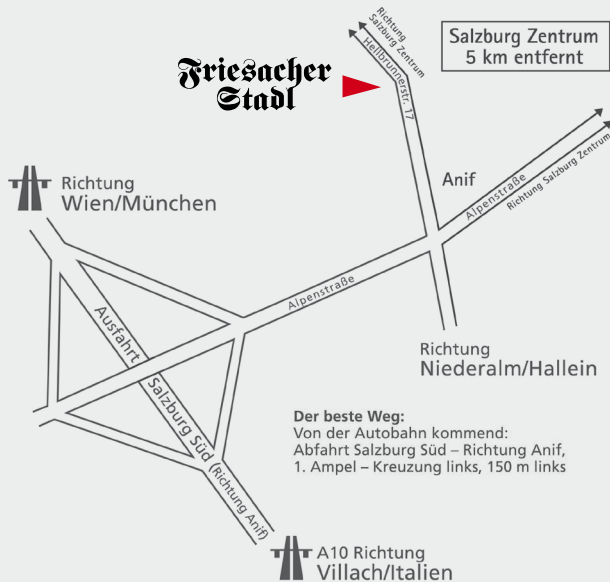 Richtung
Salzburg Zentrum
Hellbrunnerstr. 17
Salzburg Zentrum
5 km entfernt
Friesacher
Stadl
Anif
Alpenstraße
Richtung Salzburg Zentrum
Richtung
Wien/München
Alpenstraße
Ausfahrt Salzburg Süd (Richtung Anif)
Richtung
Niederalm/Hallein
Der beste Weg:
Von der Autobahn kommend:
Abfahrt Salzburg Süd – Richtung Anif,
1. Ampel – Kreuzung links, 150 m links
A10 Richtung
Villach/Italien